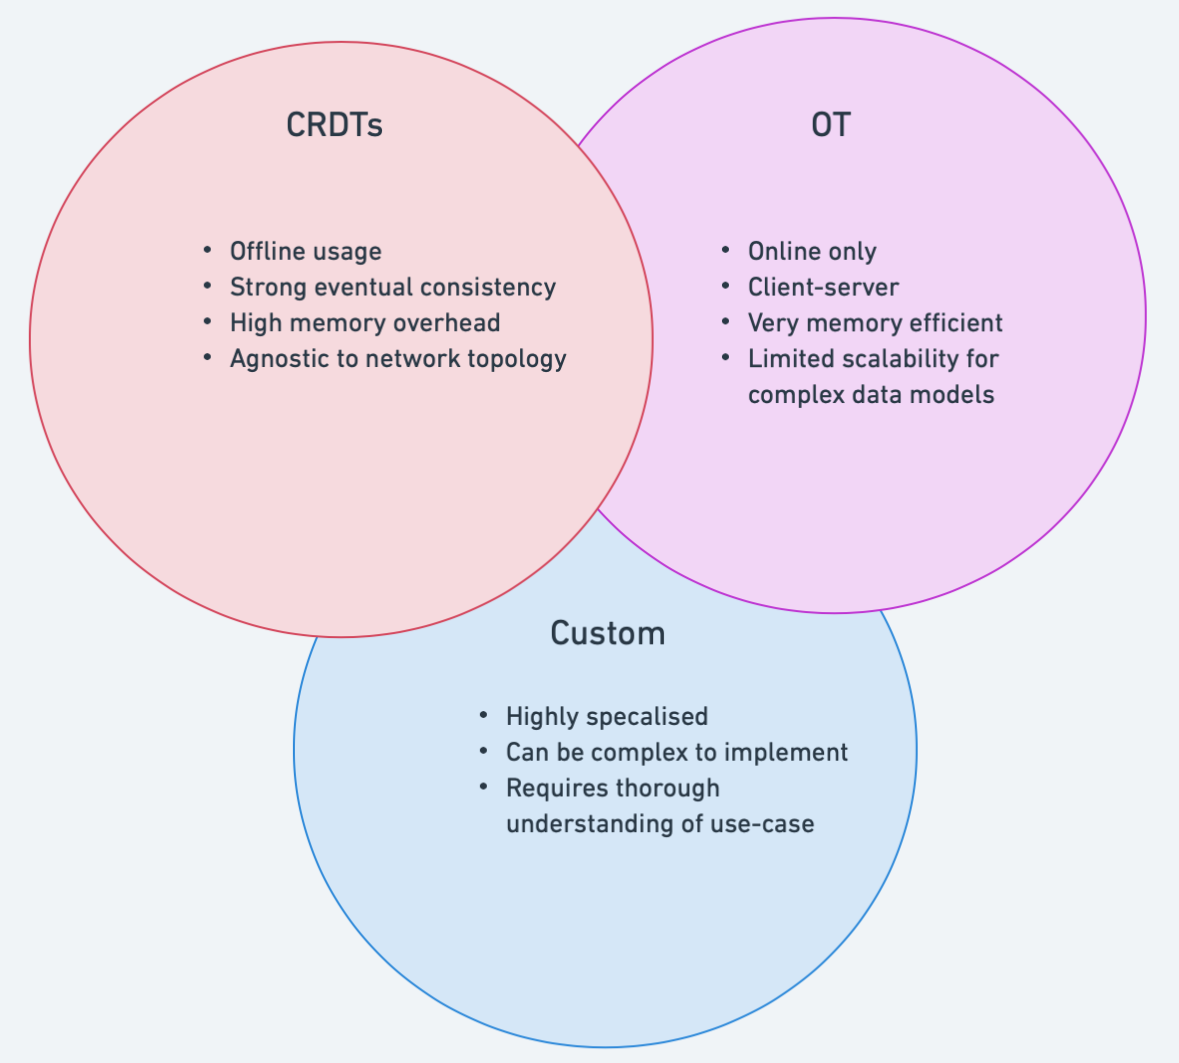 CRDTs
• Offline usage
• Strong eventual consistency
• High memory overhead
• Agnostic to network topology
OT
• Online only
• Client-server
• Very memory efficient
• Limited scalability for
complex data models
Custom
• Highly specalised
• Can be complex to implement
• Requires thorough
understanding of use-case